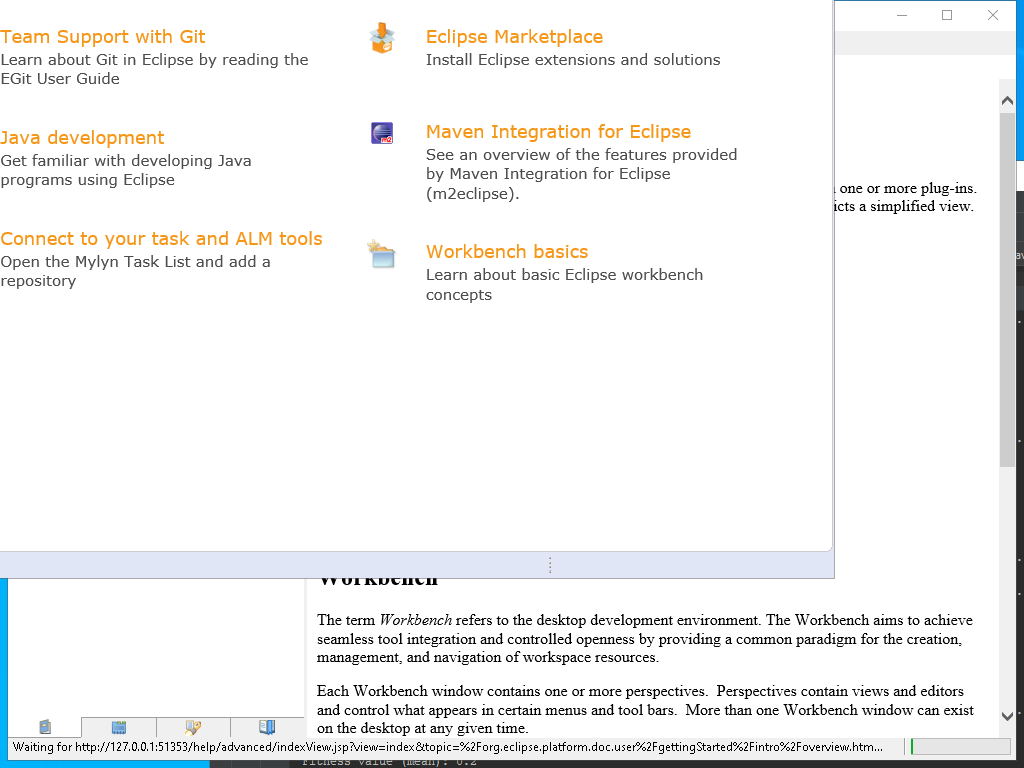 Team Support with Git
Learn about Git in Eclipse by reading the
EGit User Guide
Java development
Get familiar with developing Java
programs using Eclipse
Connect to your task and ALM tools
Open the Mylyn Task List and add a
repository
Eclipse Marketplace
Install Eclipse extensions and solutions
Maven Integration for Eclipse
See an overview of the features provided
by Maven Integration for Eclipse
(m2eclipse).
Workbench basics
Learn about basic Eclipse workbench
concepts
one or more plug-ins.
icts a simplified view.
Workbench
The term Workbench refers to the desktop development environment. The Workbench aims to achieve
seamless tool integration and controlled openness by providing a common paradigm for the creation,
management, and navigation of workspace resources.
Each Workbench window contains one or more perspectives.  Perspectives contain views and editors
and control what appears in certain menus and tool bars.  More than one Workbench window can exist
on the desktop at any given time.
Waiting for http://127.0.0.1:51353/help/advanced/indexView.jsp?view=index&topic=%2Forg.eclipse.platform.doc.user%2FgettingStarted%2Fintro%2Foverview.htm...
Fitness value (mean): 0.2